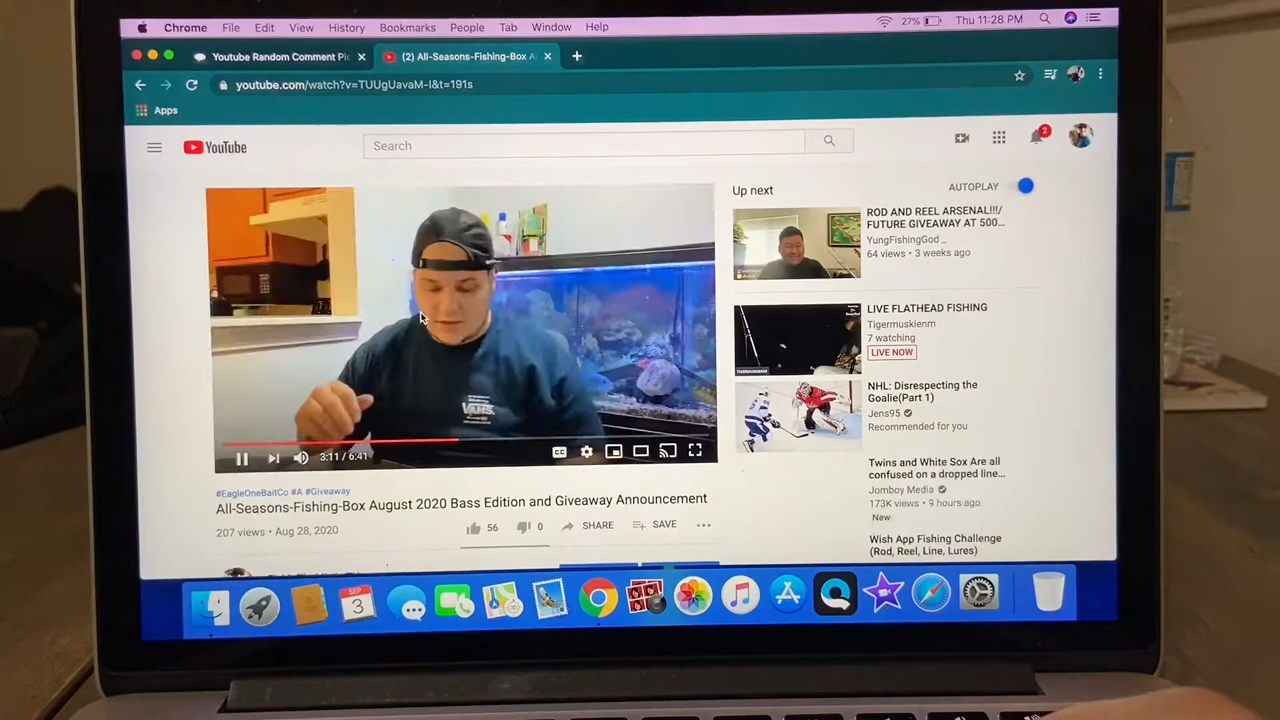 Chrome File Edit View History Bookmarks People Tab Window Help 27% Thu 11:28 PM
Youtube Random Comment Pic (2) All-Seasons-Fishing-Box A
youtube.com/watch?v=TUUgUavaM-I&t=191s
Apps
YouTube Search 2
Up next AUTOPLAY
ROD AND REEL ARSENAL!!!/
FUTURE GIVEAWAY AT 500...
YungFishingGod _
64 views • 3 weeks ago
LIVE FLATHEAD FISHING
Tigermuskienm
7 watching
LIVE NOW
TIGERMUSKIENM
NHL: Disrespecting the
Goalie(Part 1)
Jens95
Recommended for you
Twins and White Sox Are all
confused on a dropped line...
Jomboy Media
173K views • 9 hours ago
New
Wish App Fishing Challenge
(Rod, Reel, Line, Lures)
VANS
3:11 / 6:41 CC
#EagleOneBaitCo #A #Giveaway
All-Seasons-Fishing-Box August 2020 Bass Edition and Giveaway Announcement
207 views • Aug 28, 2020 56 0 SHARE SAVE
SEP
3